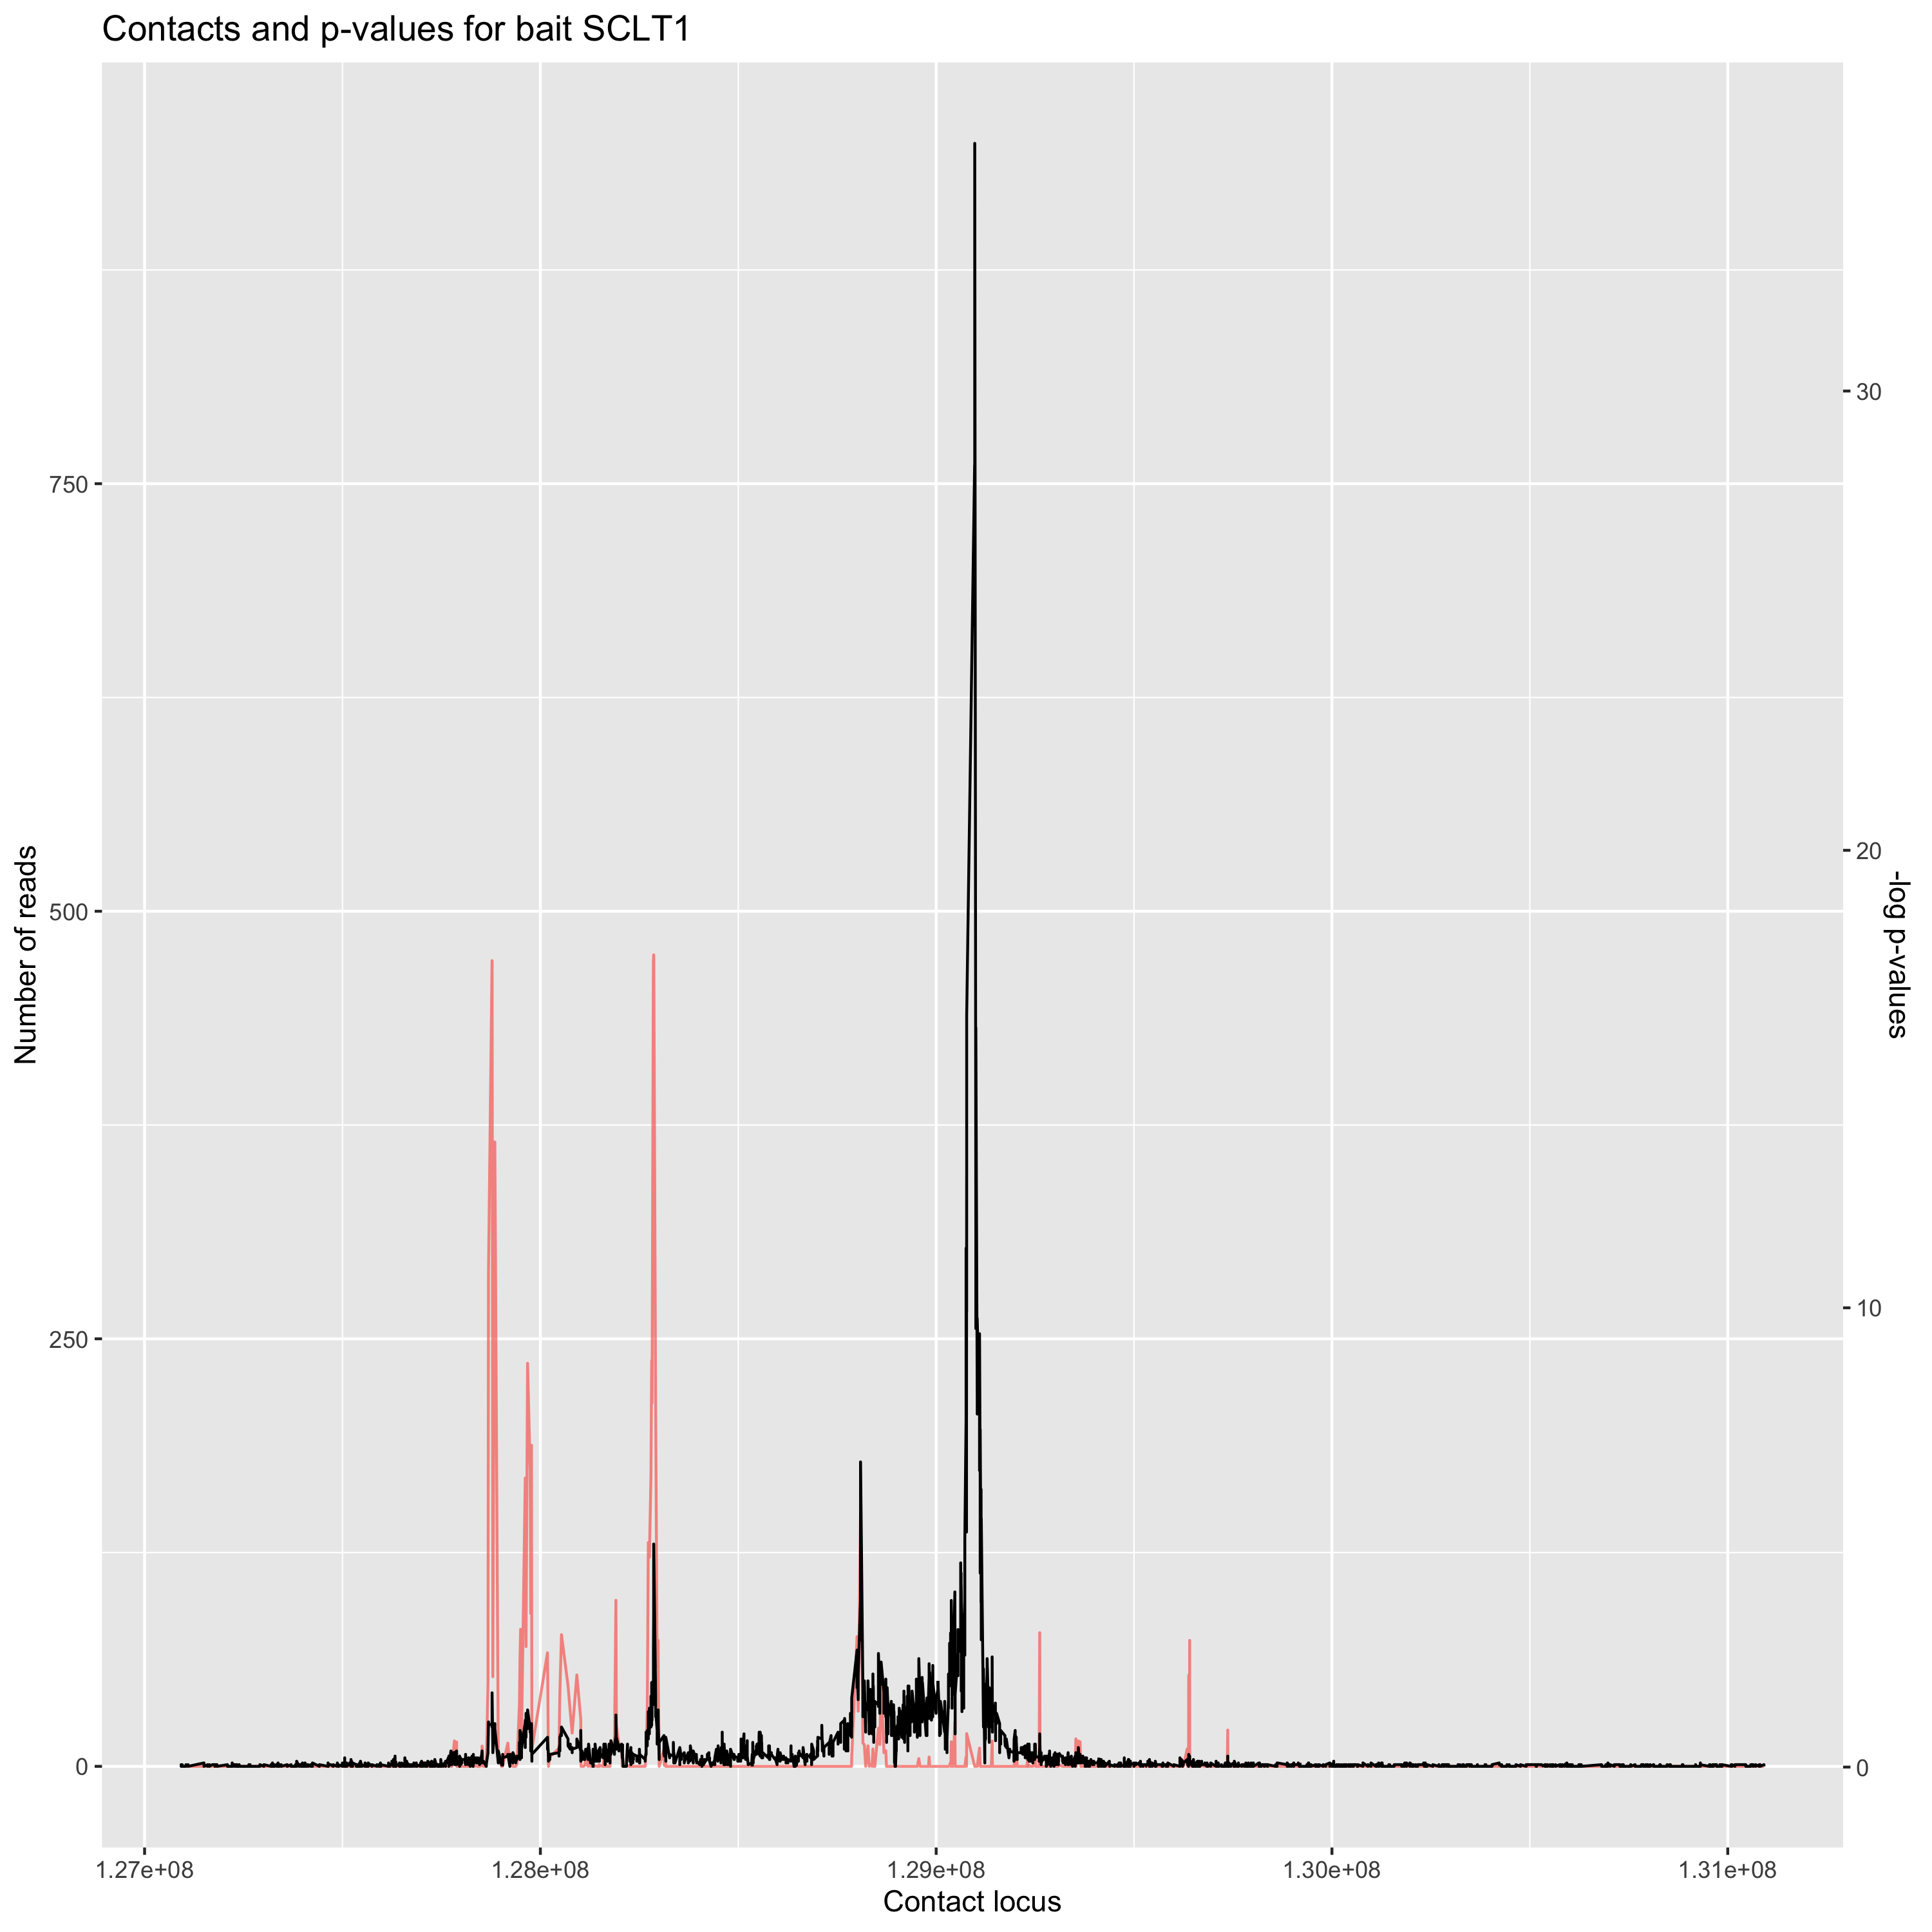 Contacts and p-values for bait SCLT1
Number of reads
750
500
250
0
30
20
10
0
-log p-values
1.27e+08 1.28e+08 1.29e+08 1.30e+08 1.31e+08
Contact locus